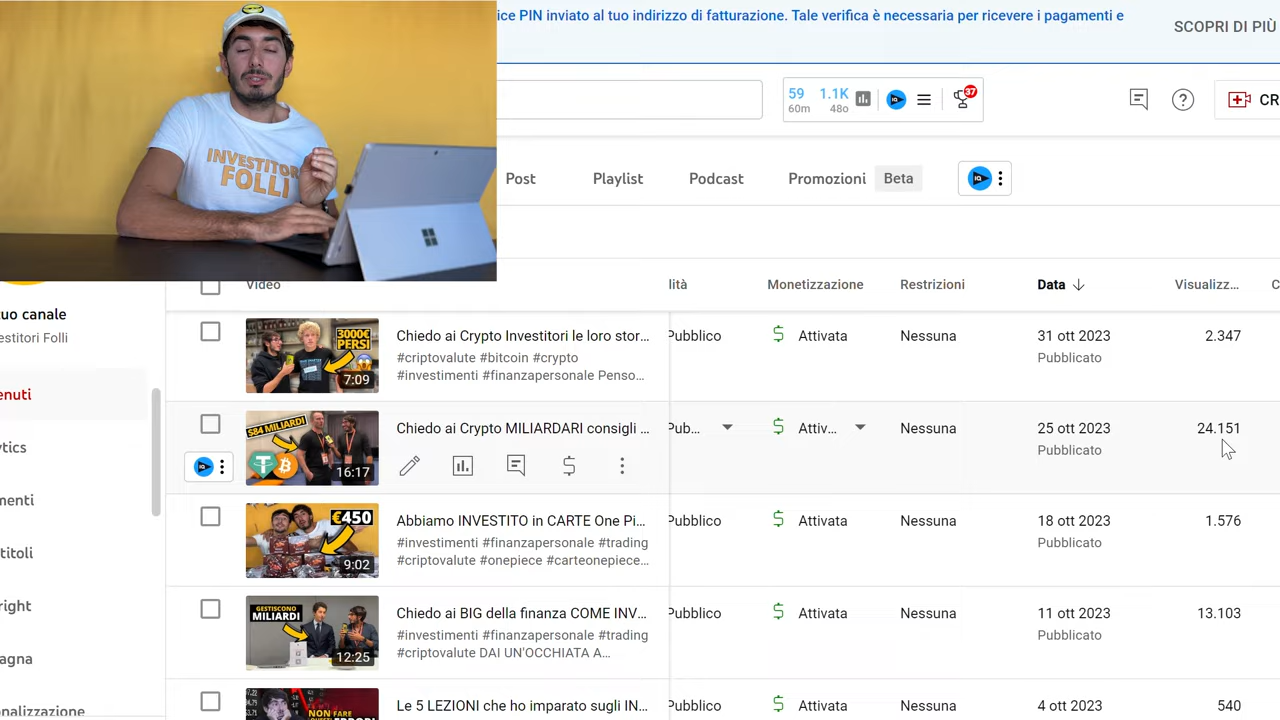 ice PIN inviato al tuo indirizzo di fatturazione. Tale verifica è necessaria per ricevere i pagamenti e
SCOPRI DI PIÙ
INVESTITOR
FOLLI
59 1.1K
60m 48o
37
CR
Post Playlist Podcast Promozioni Beta
Video lità Monetizzazione Restrizioni Data Visualizz... C
tuo canale
estitori Folli
enuti
ytics
menti
titoli
right
agna
nalizzazione
3000€
PERSI
7:09
Chiedo ai Crypto Investitori le loro stor...
#criptovalute #bitcoin #crypto
#investimenti #finanzapersonale Penso...
Pubblico Attivata Nessuna 31 ott 2023 2.347
Pubblicato
$84 MILIARDI
16:17
Chiedo ai Crypto MILIARDARI consigli ...
Pub... Attiv... Nessuna 25 ott 2023 24.151
Pubblicato
€450
9:02
Abbiamo INVESTITO in CARTE One Pi...
#investimenti #finanzapersonale #trading
#criptovalute #onepiece #carteonepiece...
Pubblico Attivata Nessuna 18 ott 2023 1.576
Pubblicato
GESTISCONO
MILIARDI
12:25
Chiedo ai BIG della finanza COME INV...
#investimenti #finanzapersonale #trading
#criptovalute DAI UN'OCCHIATA A...
Pubblico Attivata Nessuna 11 ott 2023 13.103
Pubblicato
NON FARE
Le 5 LEZIONI che ho imparato sugli IN...
Pubblico Attivata Nessuna 4 ott 2023 540